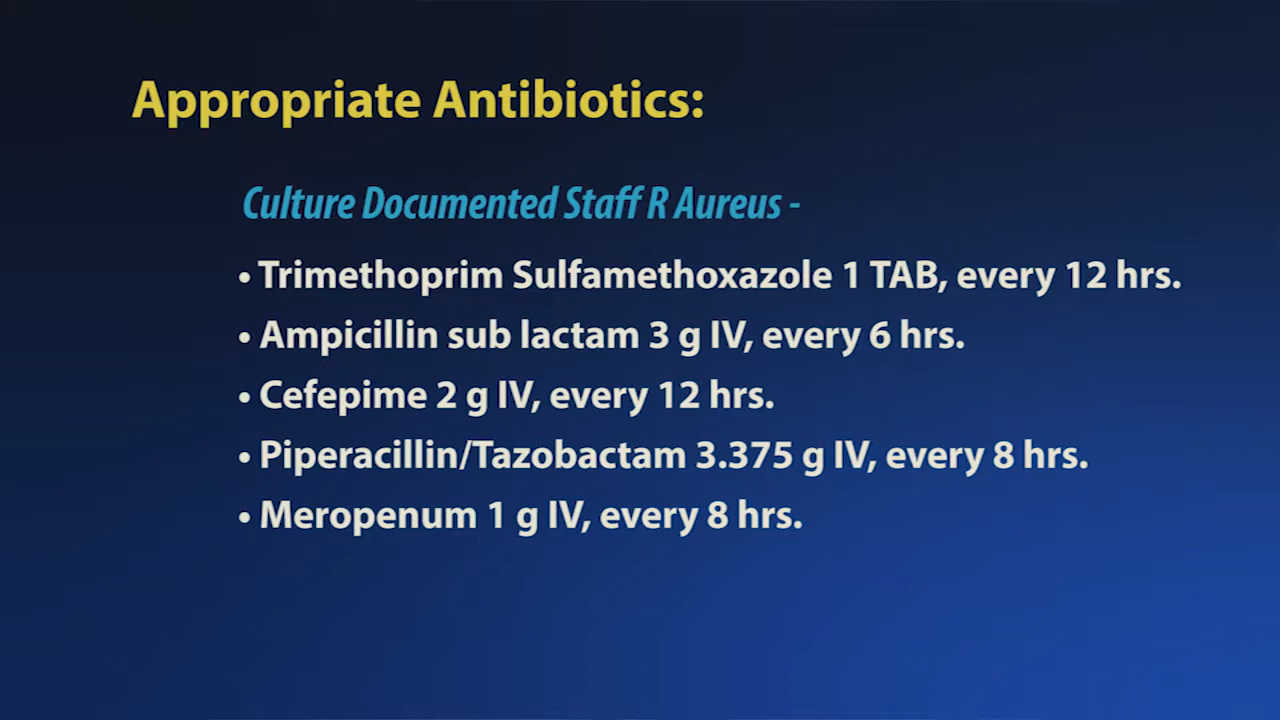 Appropriate Antibiotics:
Culture Documented Staff R Aureus -
• Trimethoprim Sulfamethoxazole 1 TAB, every 12 hrs.
• Ampicillin sub lactam 3 g IV, every 6 hrs.
• Cefepime 2 g IV, every 12 hrs.
• Piperacillin/Tazobactam 3.375 g IV, every 8 hrs.
• Meropenum 1 g IV, every 8 hrs.